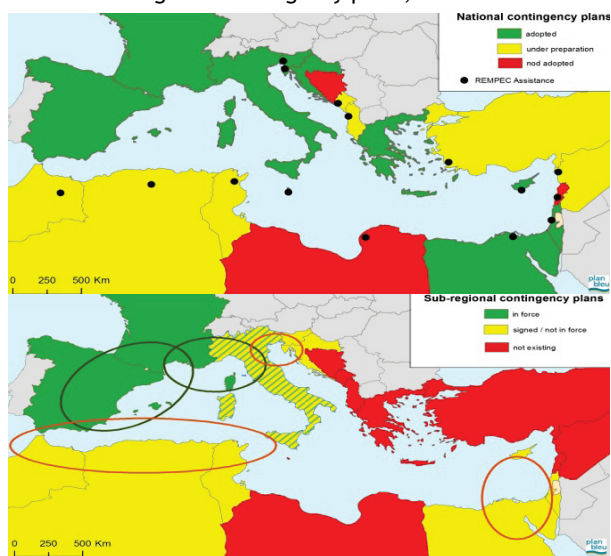 National contingency plans
adopted
under preparation
nod adopted
REMPEC Assistance
0 250 500 Km
plan
bleu
Sub-regional contingency plans
in force
signed / not in force
not existing
0 250 500 Km
plan
bleu